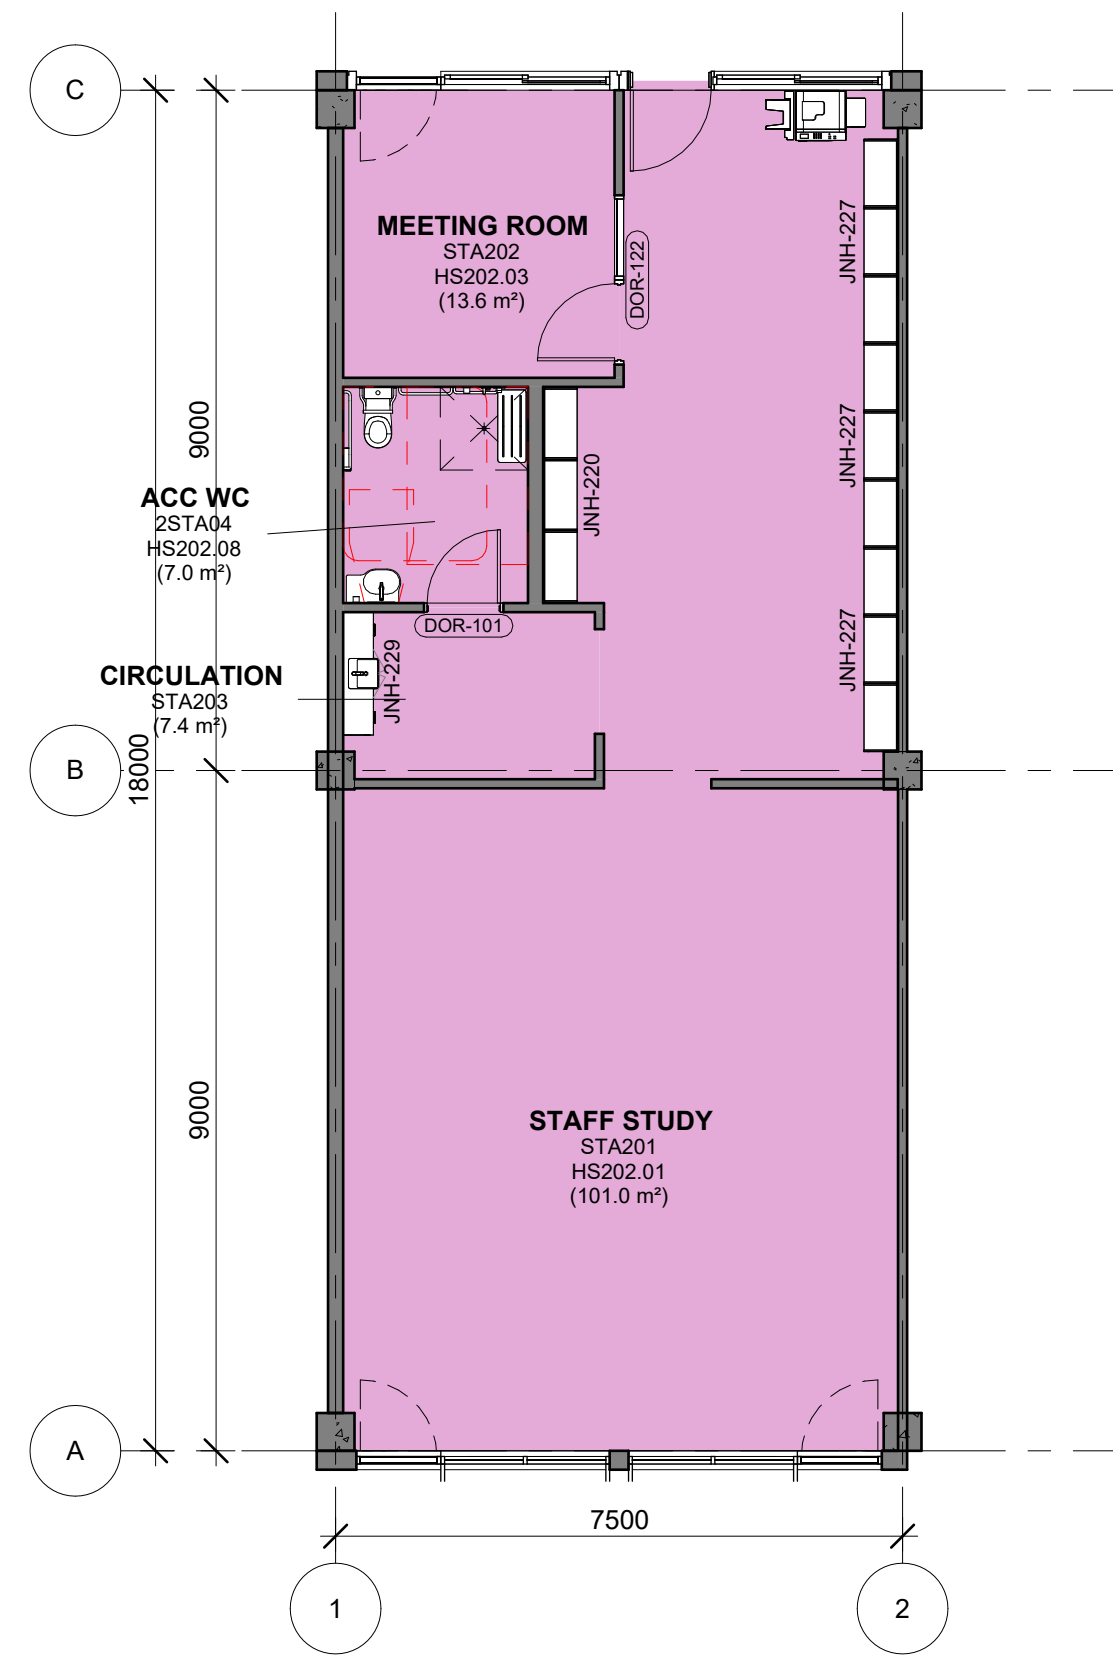 C
MEETING ROOM
STA202
HS202.03
(13.6 m²)
DOR-122
JNH-227
9000
JNH-227
JNH-220
ACC WC
2STA04
HS202.08
(7.0 m²)
DOR-101
CIRCULATION
STA203
(7.4 m²)
JNH-229
JNH-227
B
18000
9000
STAFF STUDY
STA201
HS202.01
(101.0 m²)
A
7500
1
2